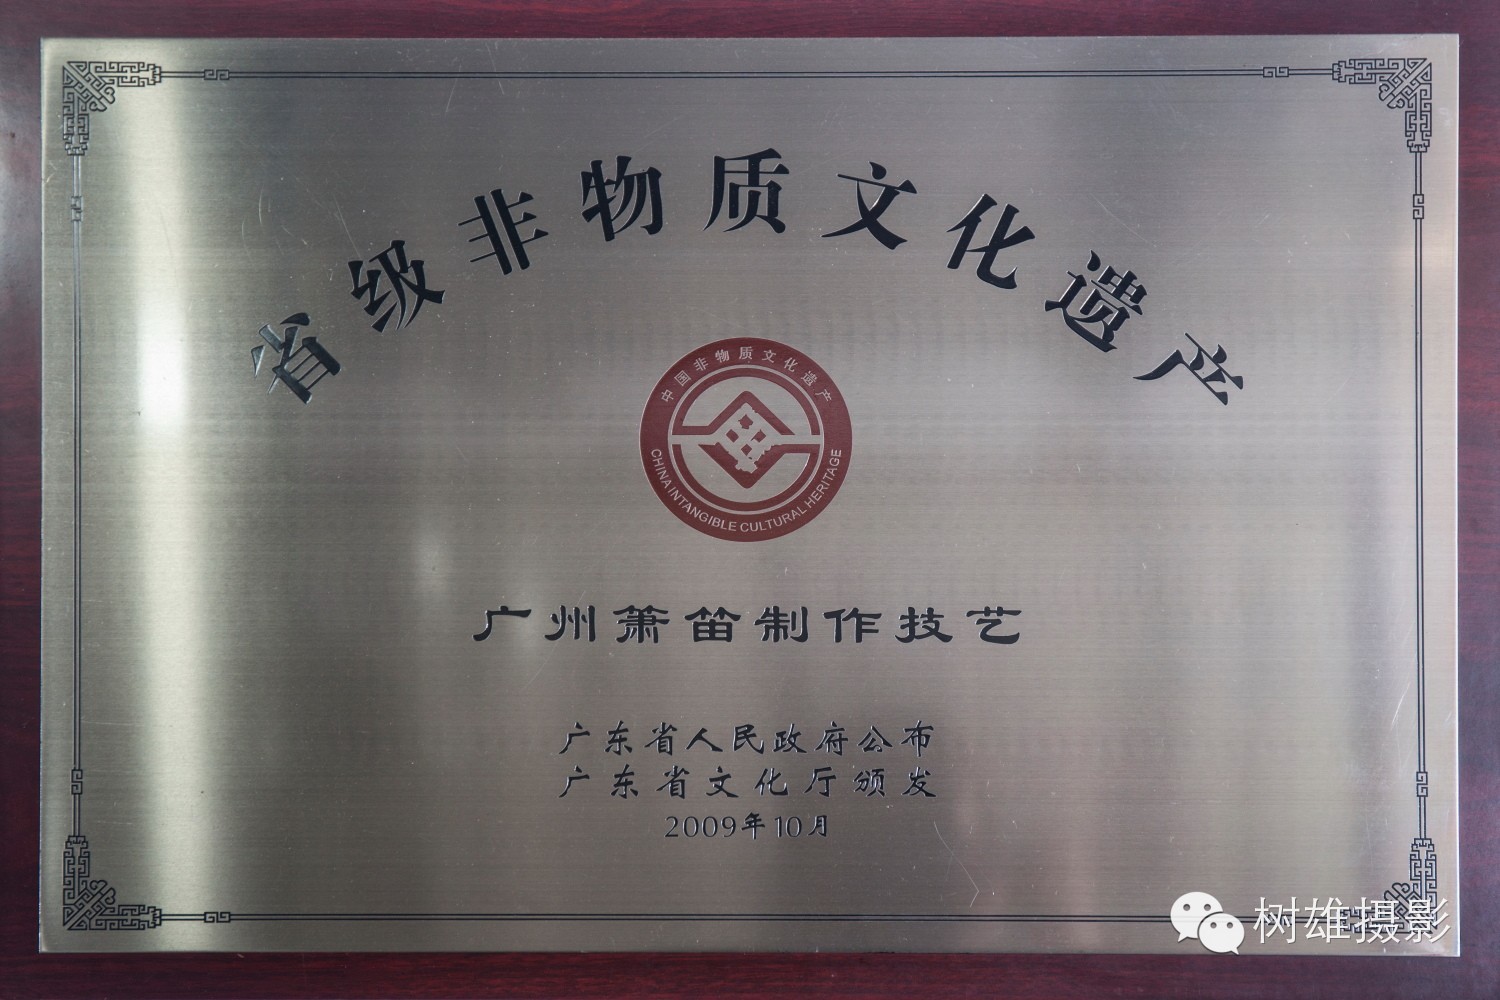 省级非物质文化遗产
中国非物质文化遗产
CHINA INTANGIBLE CULTURAL HERITAGE
广州箫笛制作技艺
广东省人民政府公布
广东省文化厅颁发
2009年10月
树雄摄影